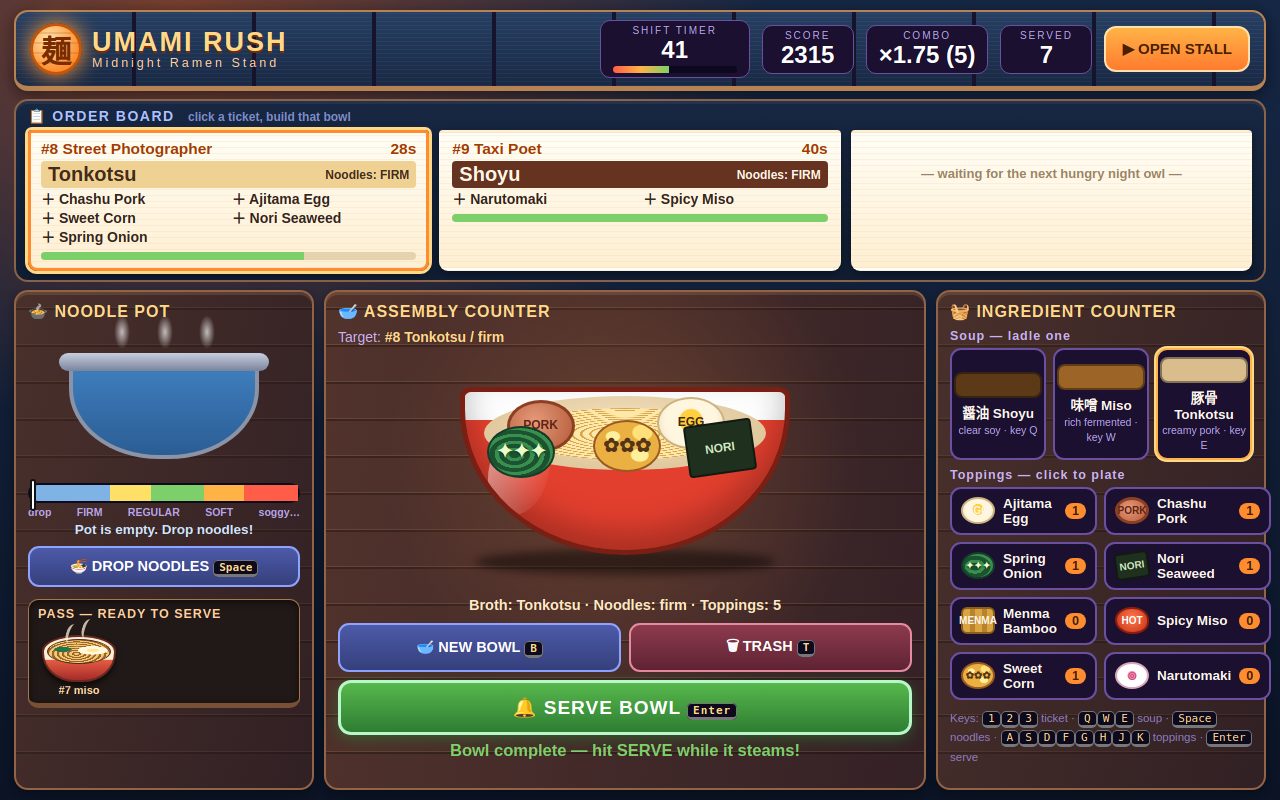 麺
UMAMI RUSH
Midnight Ramen Stand
SHIFT TIMER
41
SCORE
2315
COMBO
×1.75 (5)
SERVED
7
▶ OPEN STALL
📋 ORDER BOARD click a ticket, build that bowl
#8 Street Photographer 28s
Tonkotsu Noodles: FIRM
＋ Chashu Pork ＋ Ajitama Egg
＋ Sweet Corn ＋ Nori Seaweed
＋ Spring Onion
#9 Taxi Poet 40s
Shoyu Noodles: FIRM
＋ Narutomaki ＋ Spicy Miso
— waiting for the next hungry night owl —
🍲 NOODLE POT
drop FIRM REGULAR SOFT soggy…
Pot is empty. Drop noodles!
🍜 DROP NOODLES Space
PASS — READY TO SERVE
#7 miso
🥣 ASSEMBLY COUNTER
Target: #8 Tonkotsu / firm
PORK
EGG
NORI
Broth: Tonkotsu · Noodles: firm · Toppings: 5
🥣 NEW BOWL B
🗑 TRASH T
🔔 SERVE BOWL Enter
Bowl complete — hit SERVE while it steams!
🧺 INGREDIENT COUNTER
Soup — ladle one
醤油 Shoyu
clear soy · key Q
味噌 Miso
rich fermented ·
key W
豚骨
Tonkotsu
creamy pork · key
E
Toppings — click to plate
Ajitama
Egg
1
PORK
Chashu
Pork
1
Spring
Onion
1
NORI
Nori
Seaweed
1
MENMA
Menma
Bamboo
0
HOT
Spicy Miso
0
Sweet
Corn
1
Narutomaki
0
Keys: 1 2 3 ticket · Q W E soup · Space
noodles · A S D F G H J K toppings · Enter
serve